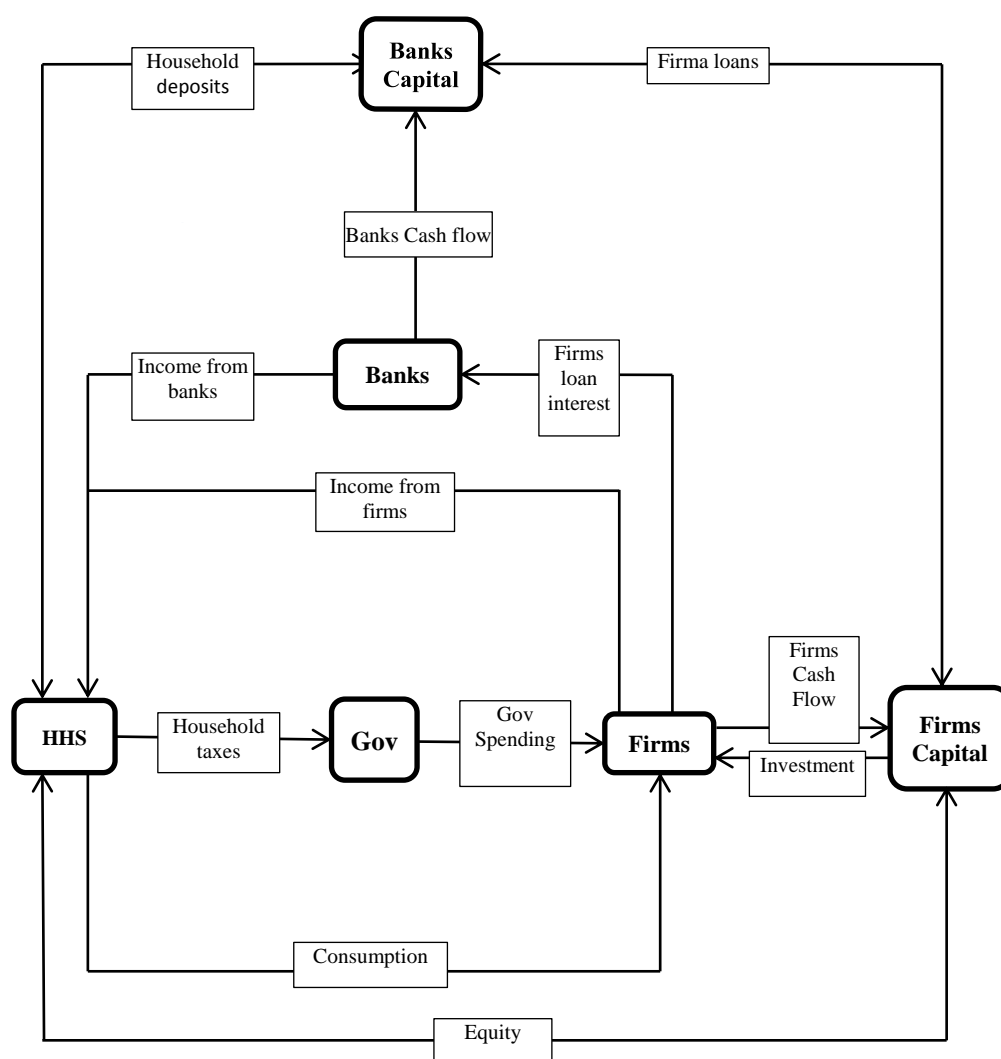 Household
deposits
Banks
Capital
Firma loans
Banks Cash flow
Income from
banks
Banks
Firms
loan
interest
Income from
firms
HHS
Household
taxes
Gov
Gov
Spending
Firms
Firms
Cash
Flow
Investment
Firms
Capital
Consumption
Equity